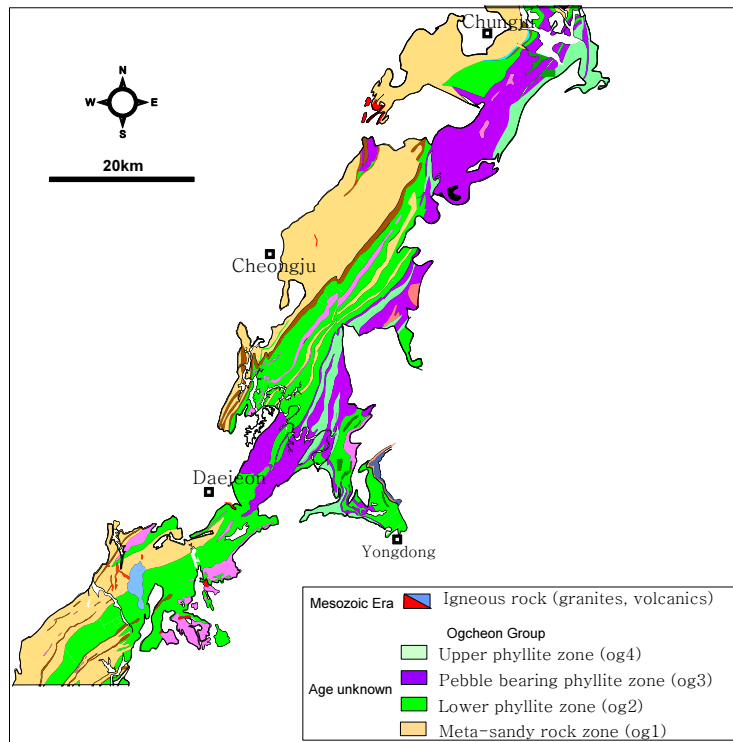 Chungju
N
W E
S
20km
Cheongju
Daejeon
Yongdong
Mesozoic Era Igneous rock (granites, volcanics)
Ogcheon Group
Upper phyllite zone (og4)
Pebble bearing phyllite zone (og3)
Age unknown
Lower phyllite zone (og2)
Meta-sandy rock zone (og1)